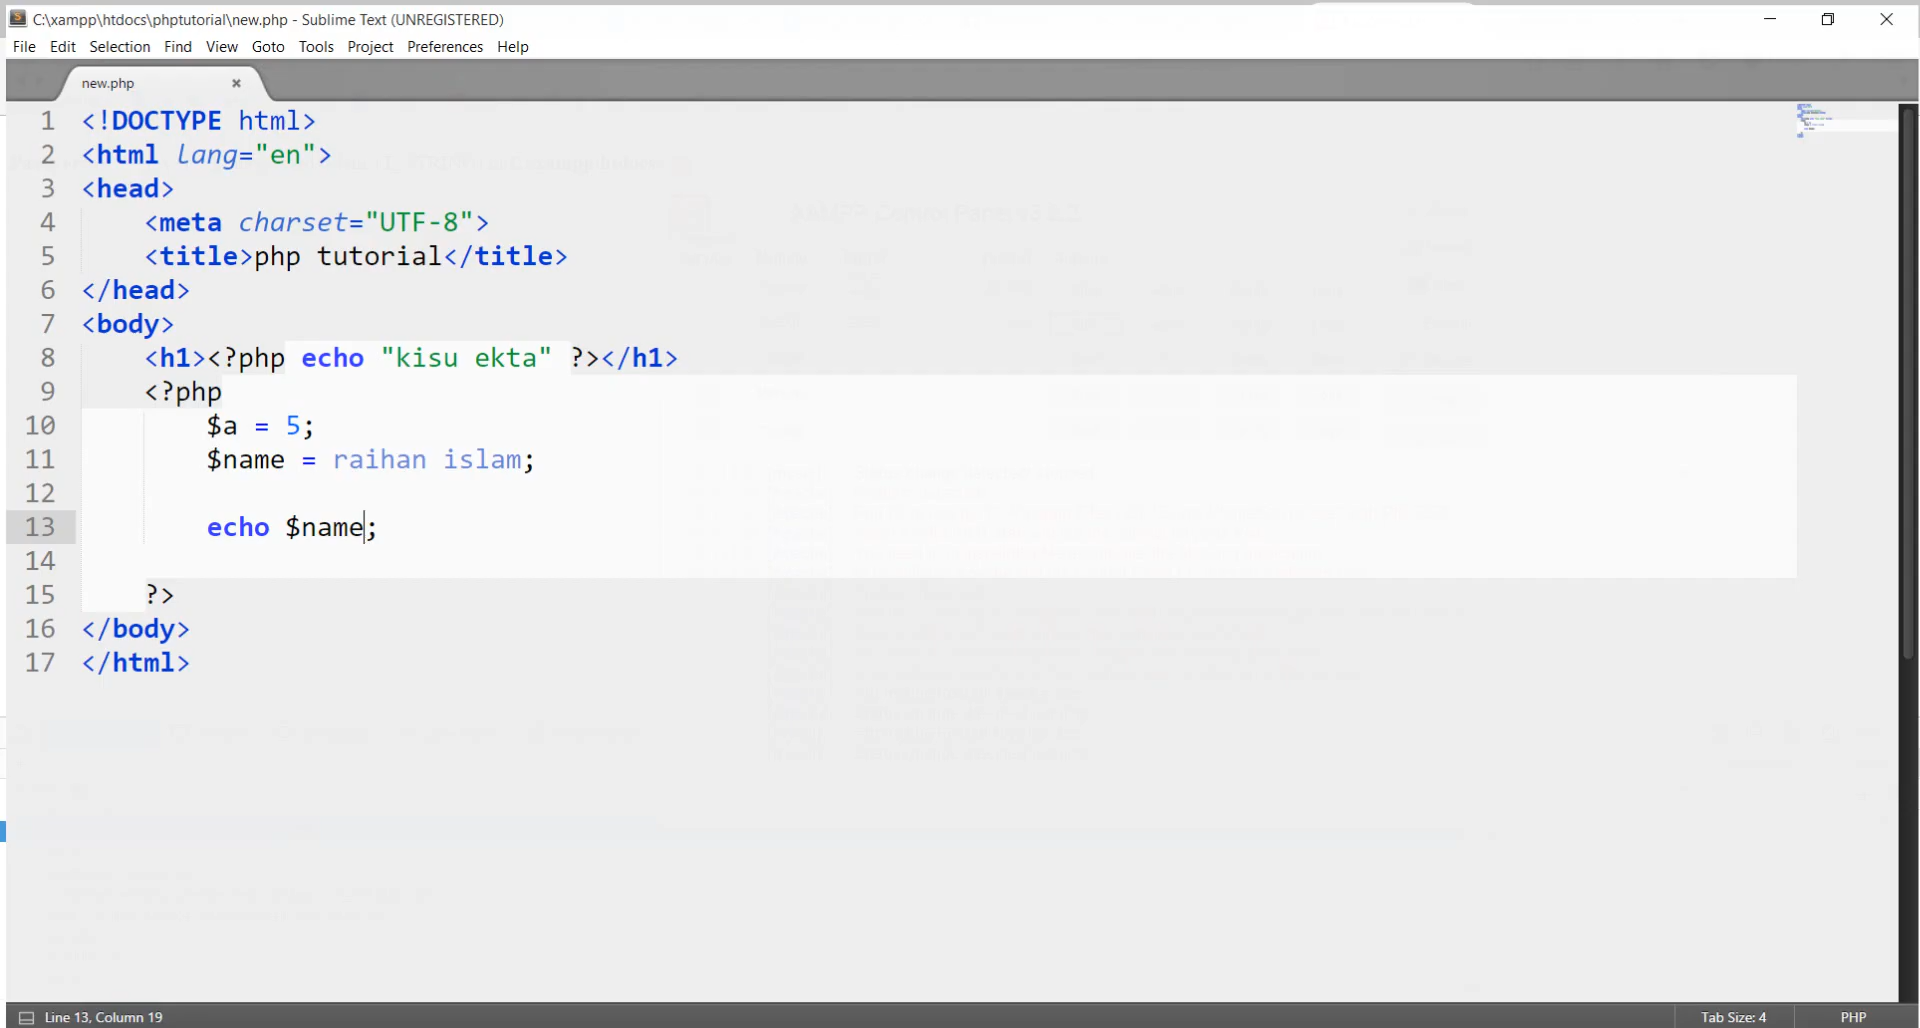 C:\xampp\htdocs\phptutorial\new.php - Sublime Text (UNREGISTERED)
File Edit Selection Find View Goto Tools Project Preferences Help
new.php
1 <!DOCTYPE html>
2 <html lang="en">
3 <head>
4 <meta charset="UTF-8">
5 <title>php tutorial</title>
6 </head>
7 <body>
8 <h1><?php echo "kisu ekta" ?></h1>
9 <?php
10 $a = 5;
11 $name = raihan islam;
12
13 echo $name;
14
15 ?>
16 </body>
17 </html>
Line 13, Column 19
Tab Size: 4
PHP